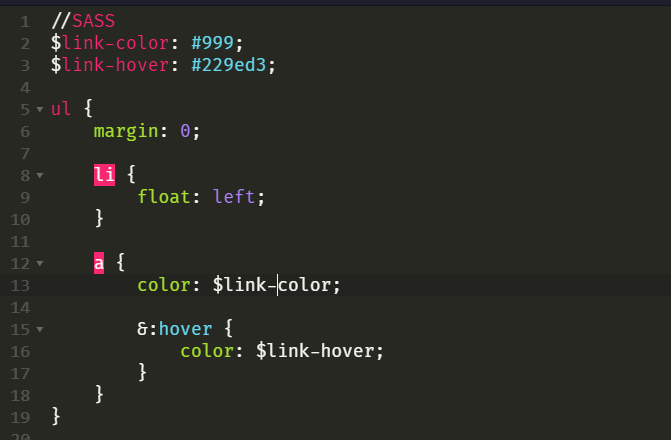 1 //SASS
2 $link-color: #999;
3 $link-hover: #229ed3;
4
5 ul {
6 margin: 0;
7
8 li {
9 float: left;
10 }
11
12 a {
13 color: $link-color;
14
15 &:hover {
16 color: $link-hover;
17 }
18 }
19 }
20